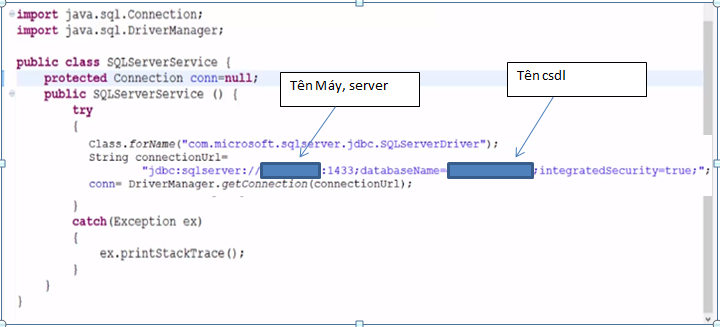 import java.sql.Connection;
import java.sql.DriverManager;
public class SQLServerService {
protected Connection conn=null;
public SQLServerService () {
Tên Máy, server
Tên csdl
try
{
Class.forName("com.microsoft.sqlserver.jdbc.SQLServerDriver");
String connectionUrl=
"jdbc:sqlserver:// :1433;databaseName= ;integratedSecurity=true;";
conn= DriverManager.getConnection(connectionUrl);
}
catch(Exception ex)
{
ex.printStackTrace();
}
}
}